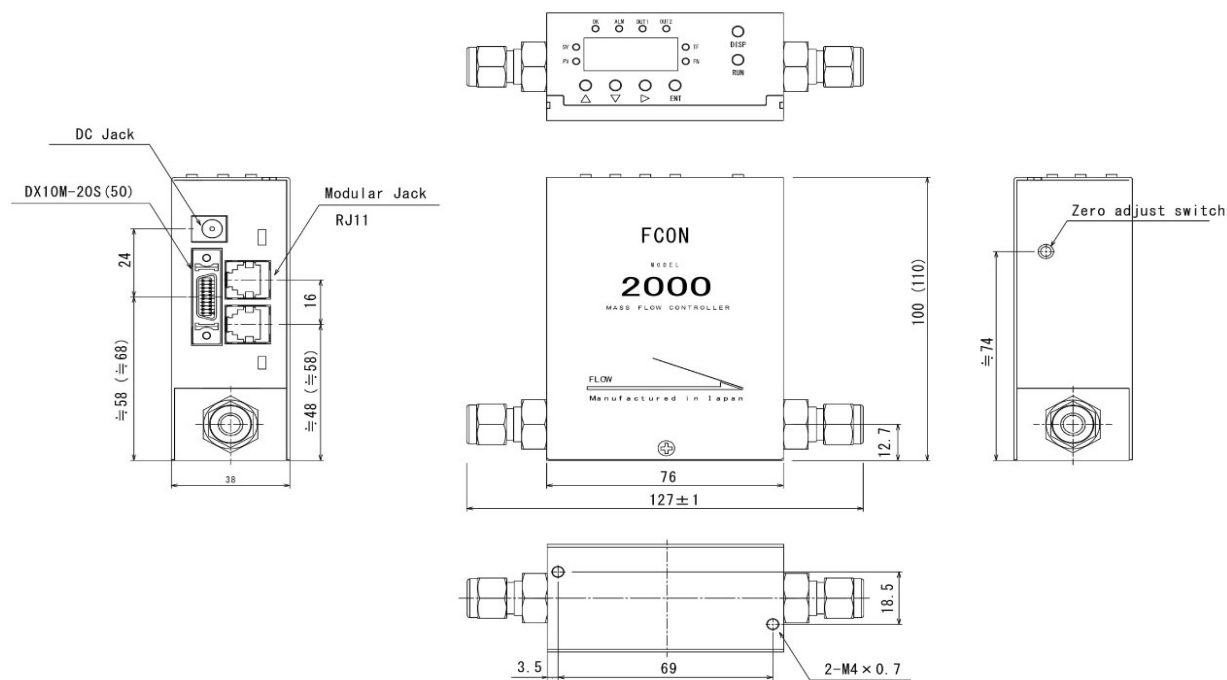 OK ALM OUT1 OUT2
SV
PV
EF
FN
DISP
RUN
△ ▽ ▷ ENT
DC Jack
DX10M-20S(50)
Modular Jack
RJ11
24
16
≒58 (≒68)
≒48 (≒58)
38
FCON
MODEL
2000
MASS FLOW CONTROLLER
FLOW
Manufactured in Iapan
100 (110)
12.7
76
127±1
Zero adjust switch
≒74
18.5
3.5
69
2-M4×0.7